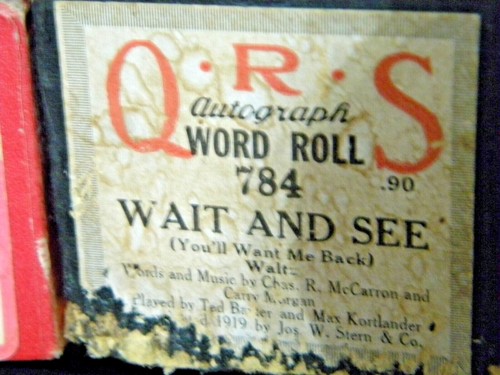 Q·R·S
Autograph
WORD ROLL
784 .90
WAIT AND SEE
(You'll Want Me Back)
Words and Music by Chas. R. McCarron and
Carey Morgan
Played by Ted Baxter and Max Kortlander
1919 by Jos. W. Stern & Co.